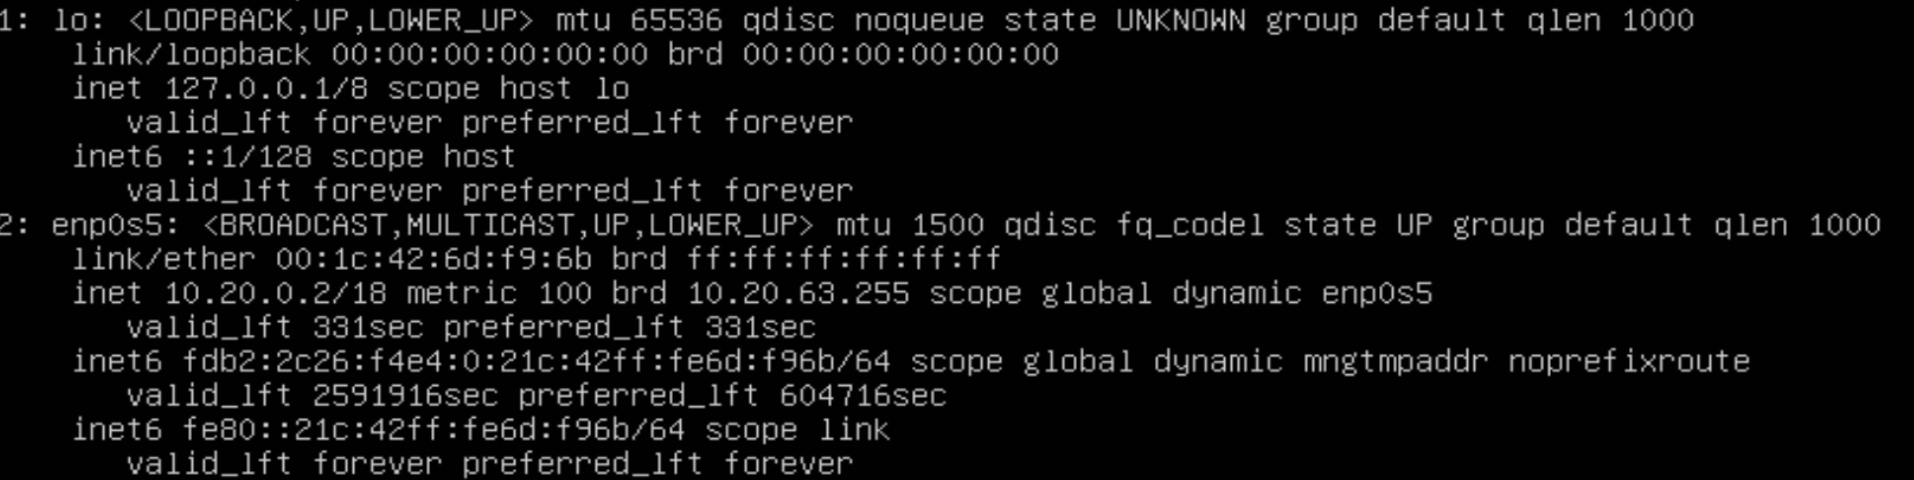 1: lo: <LOOPBACK,UP,LOWER_UP> mtu 65536 qdisc noqueue state UNKNOWN group default qlen 1000
    link/loopback 00:00:00:00:00:00 brd 00:00:00:00:00:00
    inet 127.0.0.1/8 scope host lo
       valid_lft forever preferred_lft forever
    inet6 ::1/128 scope host
       valid_lft forever preferred_lft forever
2: enp0s5: <BROADCAST,MULTICAST,UP,LOWER_UP> mtu 1500 qdisc fq_codel state UP group default qlen 1000
    link/ether 00:1c:42:6d:f9:6b brd ff:ff:ff:ff:ff:ff
    inet 10.20.0.2/18 metric 100 brd 10.20.63.255 scope global dynamic enp0s5
       valid_lft 331sec preferred_lft 331sec
    inet6 fdb2:2c26:f4e4:0:21c:42ff:fe6d:f96b/64 scope global dynamic mngtmpaddr noprefixroute
       valid_lft 2591916sec preferred_lft 604716sec
    inet6 fe80::21c:42ff:fe6d:f96b/64 scope link
       valid_lft forever preferred_lft forever